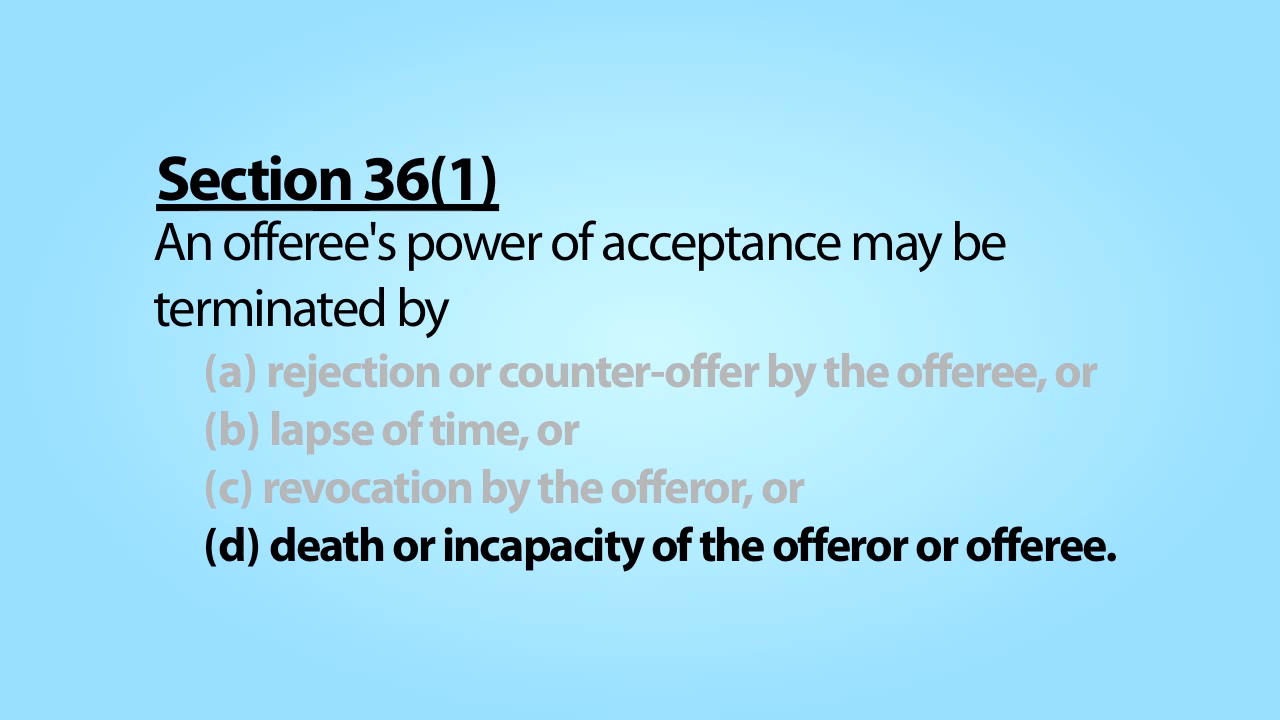 Section 36(1)
An offeree's power of acceptance may be
terminated by
(a) rejection or counter-offer by the offeree, or
(b) lapse of time, or
(c) revocation by the offeror, or
(d) death or incapacity of the offeror or offeree.